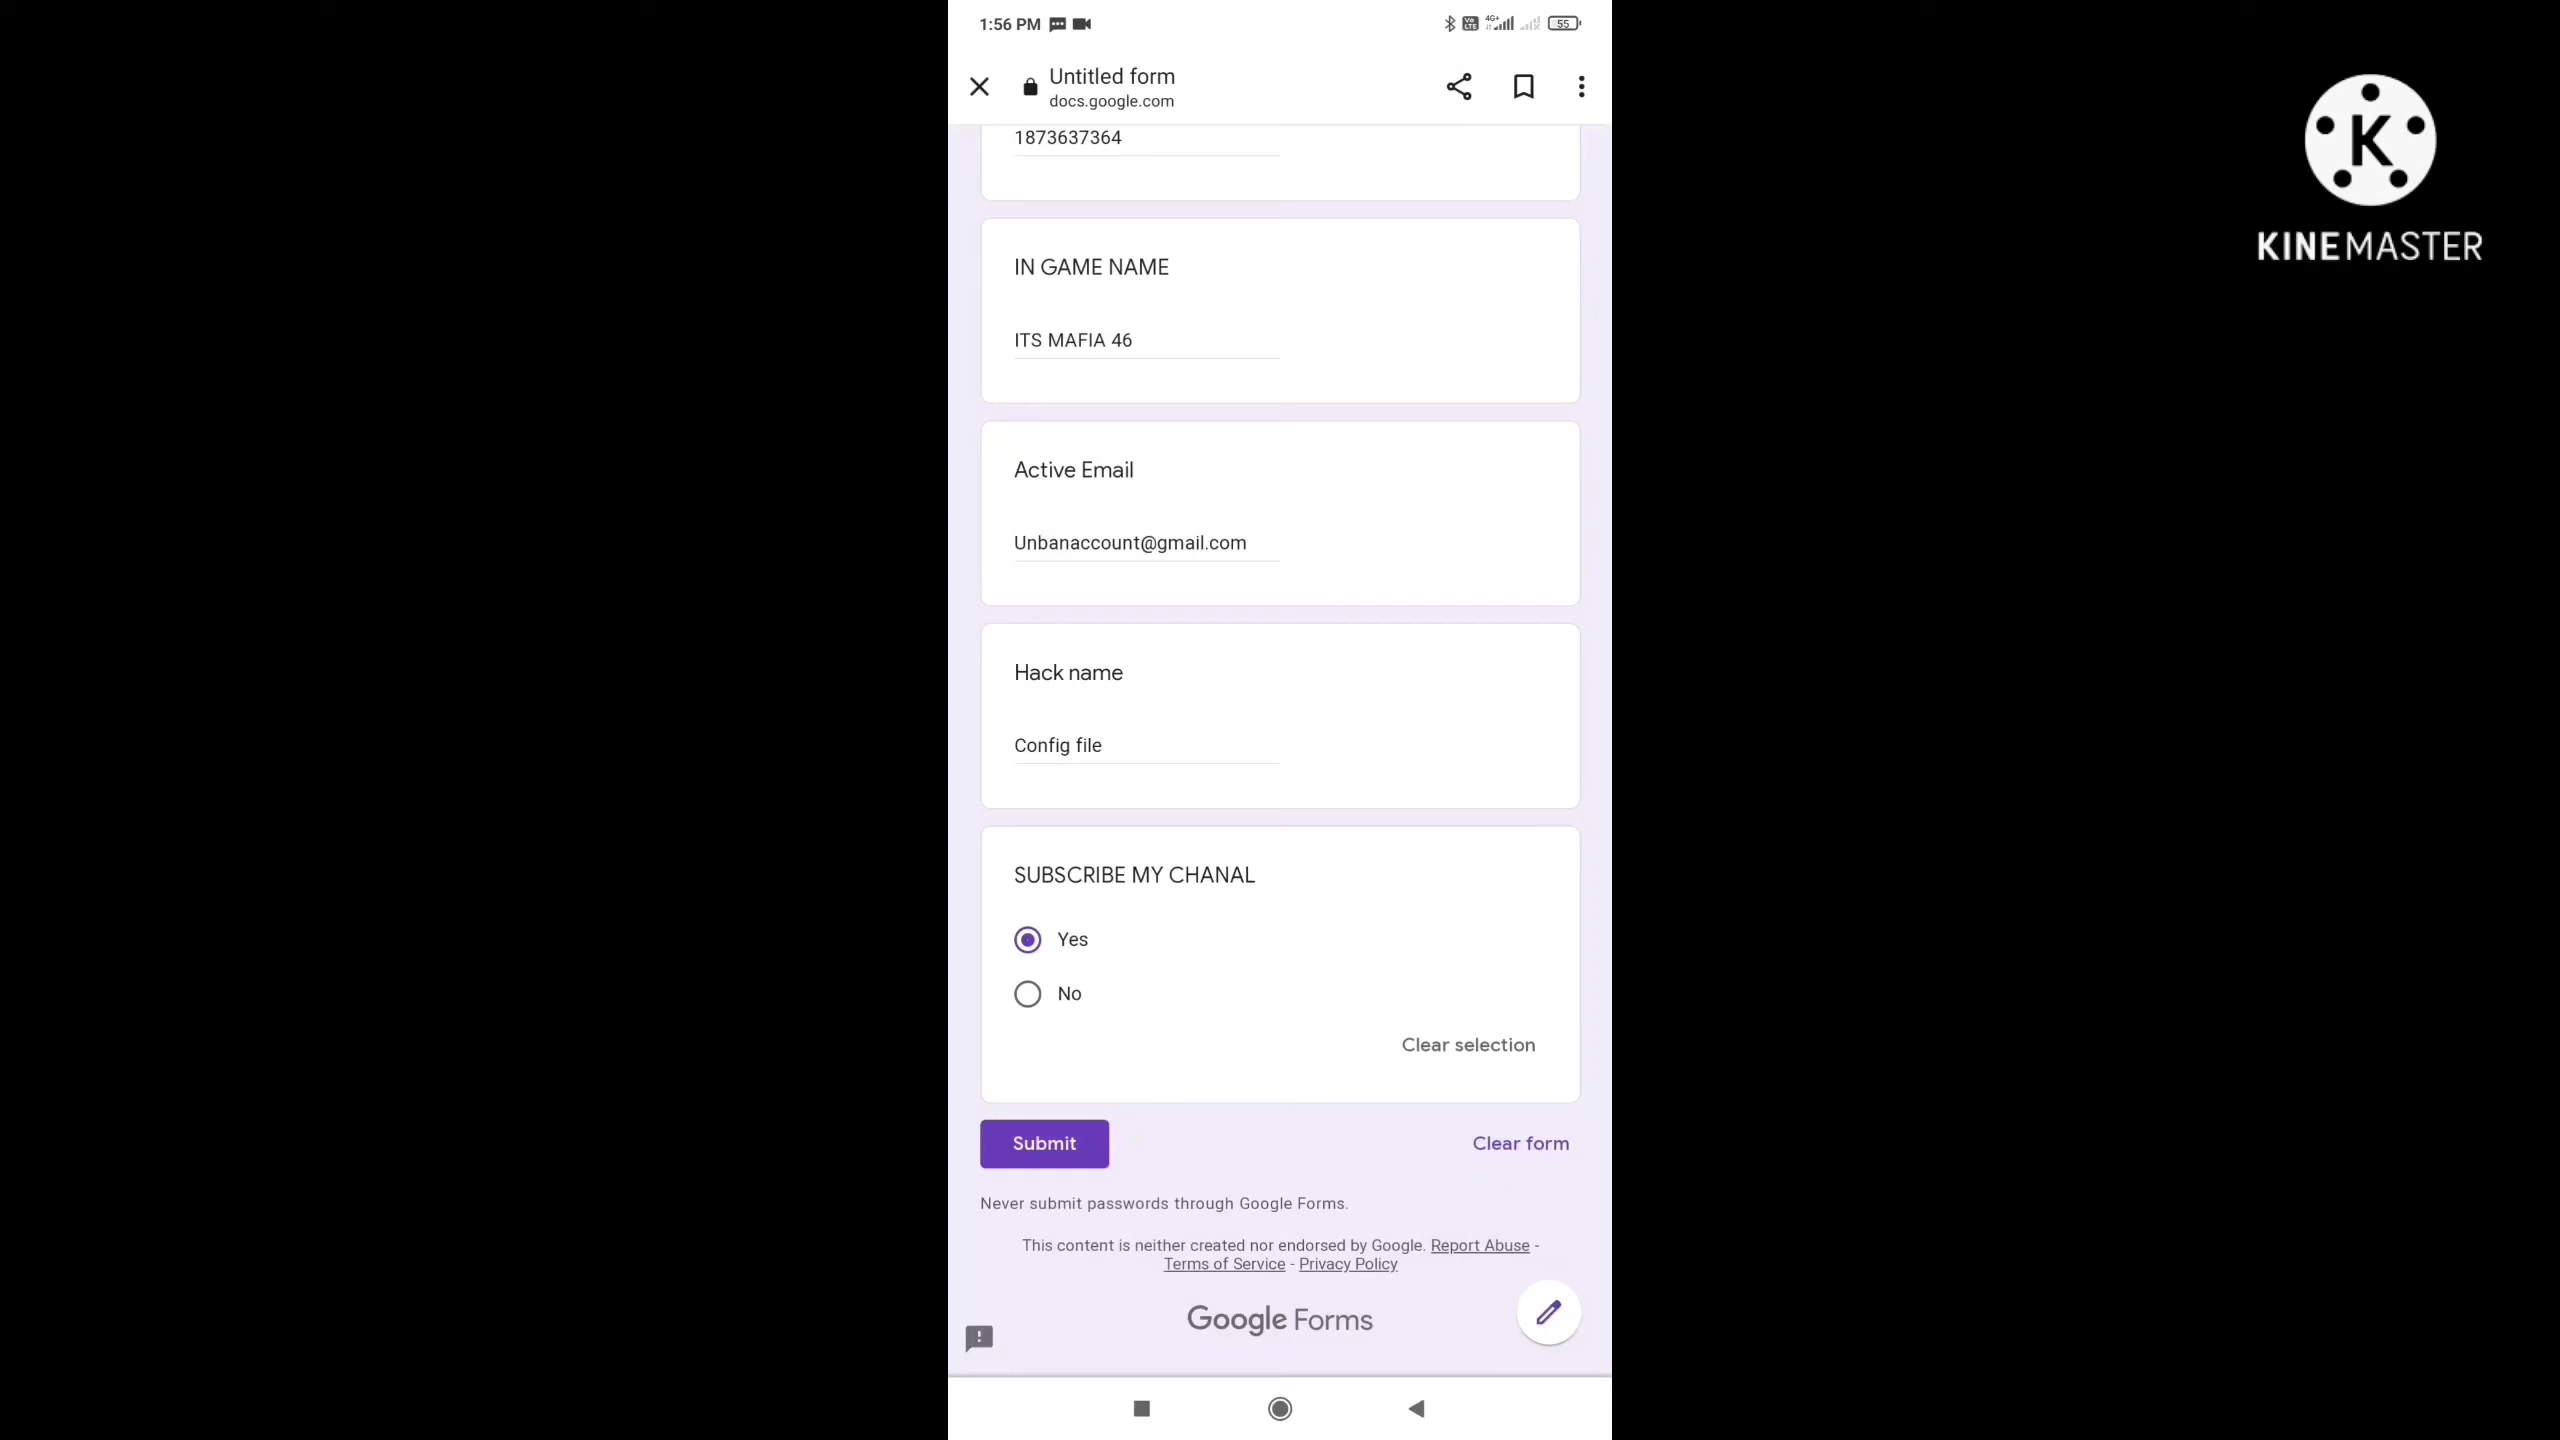 1:56 PM
55
Untitled form
docs.google.com
1873637364
IN GAME NAME
ITS MAFIA 46
Active Email
Unbanaccount@gmail.com
Hack name
Config file
SUBSCRIBE MY CHANAL
Yes
No
Clear selection
Submit
Clear form
Never submit passwords through Google Forms.
This content is neither created nor endorsed by Google. Report Abuse -
Terms of Service - Privacy Policy
Google Forms
K
KINEMASTER